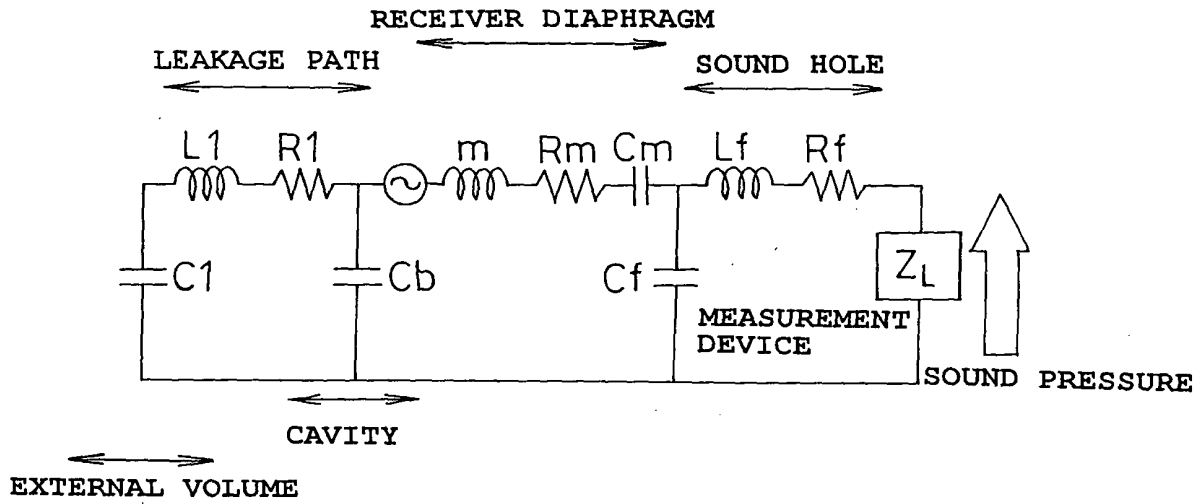 RECEIVER DIAPHRAGM
LEAKAGE PATH
SOUND HOLE
L1
R1
m
Rm
Cm
Lf
Rf
C1
Cb
Cf
ZL
MEASUREMENT
DEVICE
SOUND PRESSURE
CAVITY
EXTERNAL VOLUME